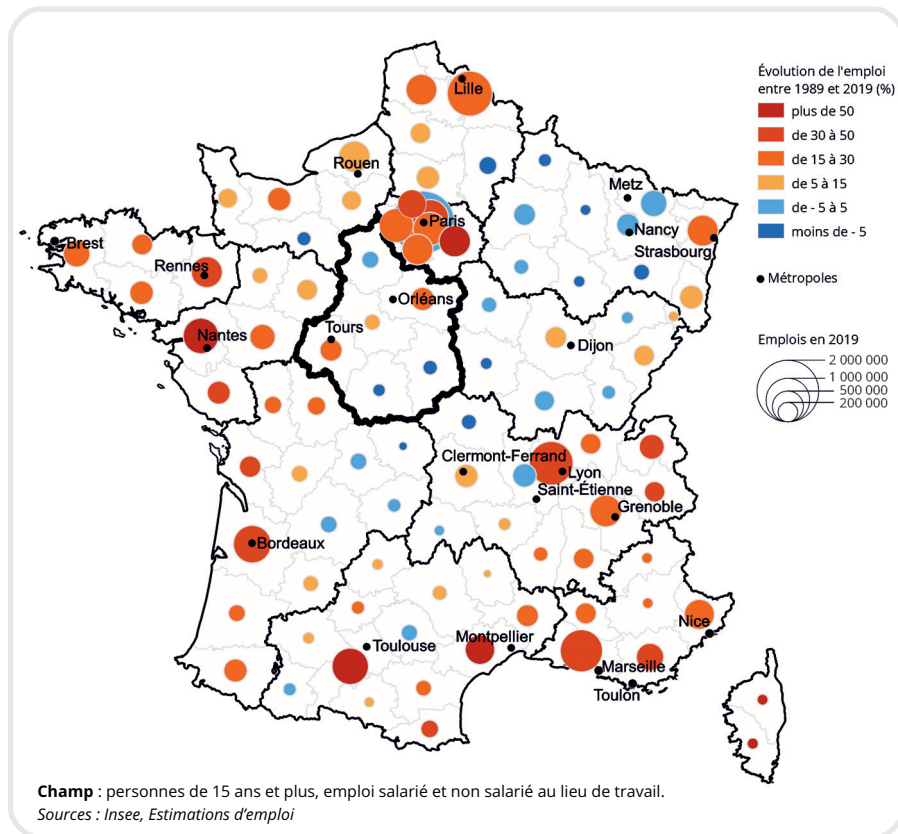 Évolution de l'emploi
entre 1989 et 2019 (%)
plus de 50
de 30 à 50
de 15 à 30
de 5 à 15
de - 5 à 5
moins de - 5
Métropoles
Emplois en 2019
2 000 000
1 000 000
500 000
200 000
Lille
Rouen
Metz
Paris
Nancy
Strasbourg
Brest
Rennes
Orléans
Nantes
Tours
Dijon
Clermont-Ferrand
Lyon
Saint-Étienne
Grenoble
Bordeaux
Nice
Montpellier
Toulouse
Marseille
Toulon
Champ : personnes de 15 ans et plus, emploi salarié et non salarié au lieu de travail.
Sources : Insee, Estimations d'emploi